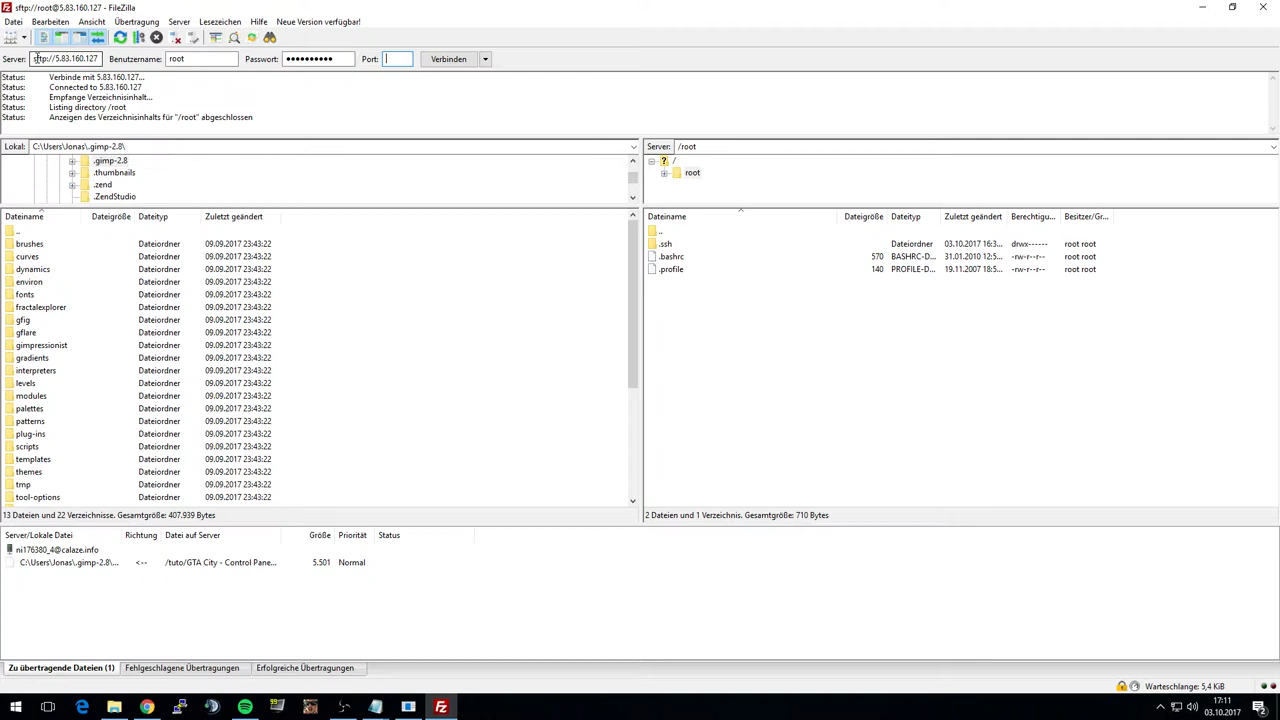 sftp://root@5.83.160.127 - FileZilla
Datei Bearbeiten Ansicht Übertragung Server Lesezeichen Hilfe Neue Version verfügbar!
Server: sftp://5.83.160.127 Benutzername: root Passwort: ●●●●●●●●●● Port: Verbinden
Status: Verbinde mit 5.83.160.127...
Status: Connected to 5.83.160.127
Status: Empfange Verzeichnisinhalt...
Status: Listing directory /root
Status: Anzeigen des Verzeichnisinhalts für "/root" abgeschlossen
Lokal: C:\Users\Jonas\.gimp-2.8\
.gimp-2.8
.thumbnails
.zend
.ZendStudio
Dateiname Dateigröße Dateityp Zuletzt geändert
..
brushes Dateiordner 09.09.2017 23:43:22
curves Dateiordner 09.09.2017 23:43:22
dynamics Dateiordner 09.09.2017 23:43:22
environ Dateiordner 09.09.2017 23:43:22
fonts Dateiordner 09.09.2017 23:43:22
fractalexplorer Dateiordner 09.09.2017 23:43:22
gfig Dateiordner 09.09.2017 23:43:22
gflare Dateiordner 09.09.2017 23:43:22
gimpressionist Dateiordner 09.09.2017 23:43:22
gradients Dateiordner 09.09.2017 23:43:22
interpreters Dateiordner 09.09.2017 23:43:22
levels Dateiordner 09.09.2017 23:43:22
modules Dateiordner 09.09.2017 23:43:22
palettes Dateiordner 09.09.2017 23:43:22
patterns Dateiordner 09.09.2017 23:43:22
plug-ins Dateiordner 09.09.2017 23:43:22
scripts Dateiordner 09.09.2017 23:43:22
templates Dateiordner 09.09.2017 23:43:22
themes Dateiordner 09.09.2017 23:43:22
tmp Dateiordner 09.09.2017 23:43:22
tool-options Dateiordner 09.09.2017 23:43:22
13 Dateien und 22 Verzeichnisse. Gesamtgröße: 407.939 Bytes
Server: /root
/
root
Dateiname Dateigröße Dateityp Zuletzt geändert Berechtigu... Besitzer/Gr...
..
.ssh Dateiordner 03.10.2017 16:3... drwx------ root root
.bashrc 570 BASHRC-D... 31.01.2010 12:5... -rw-r--r-- root root
.profile 140 PROFILE-D... 19.11.2007 18:5... -rw-r--r-- root root
2 Dateien und 1 Verzeichnis. Gesamtgröße: 710 Bytes
Server/Lokale Datei Richtung Datei auf Server Größe Priorität Status
ni176380_4@calaze.info
C:\Users\Jonas\.gimp-2.8\... <-- /tuto/GTA City - Control Pane... 5.501 Normal
Zu übertragende Dateien (1) Fehlgeschlagene Übertragungen Erfolgreiche Übertragungen
Warteschlange: 5,4 KiB
17:11
03.10.2017